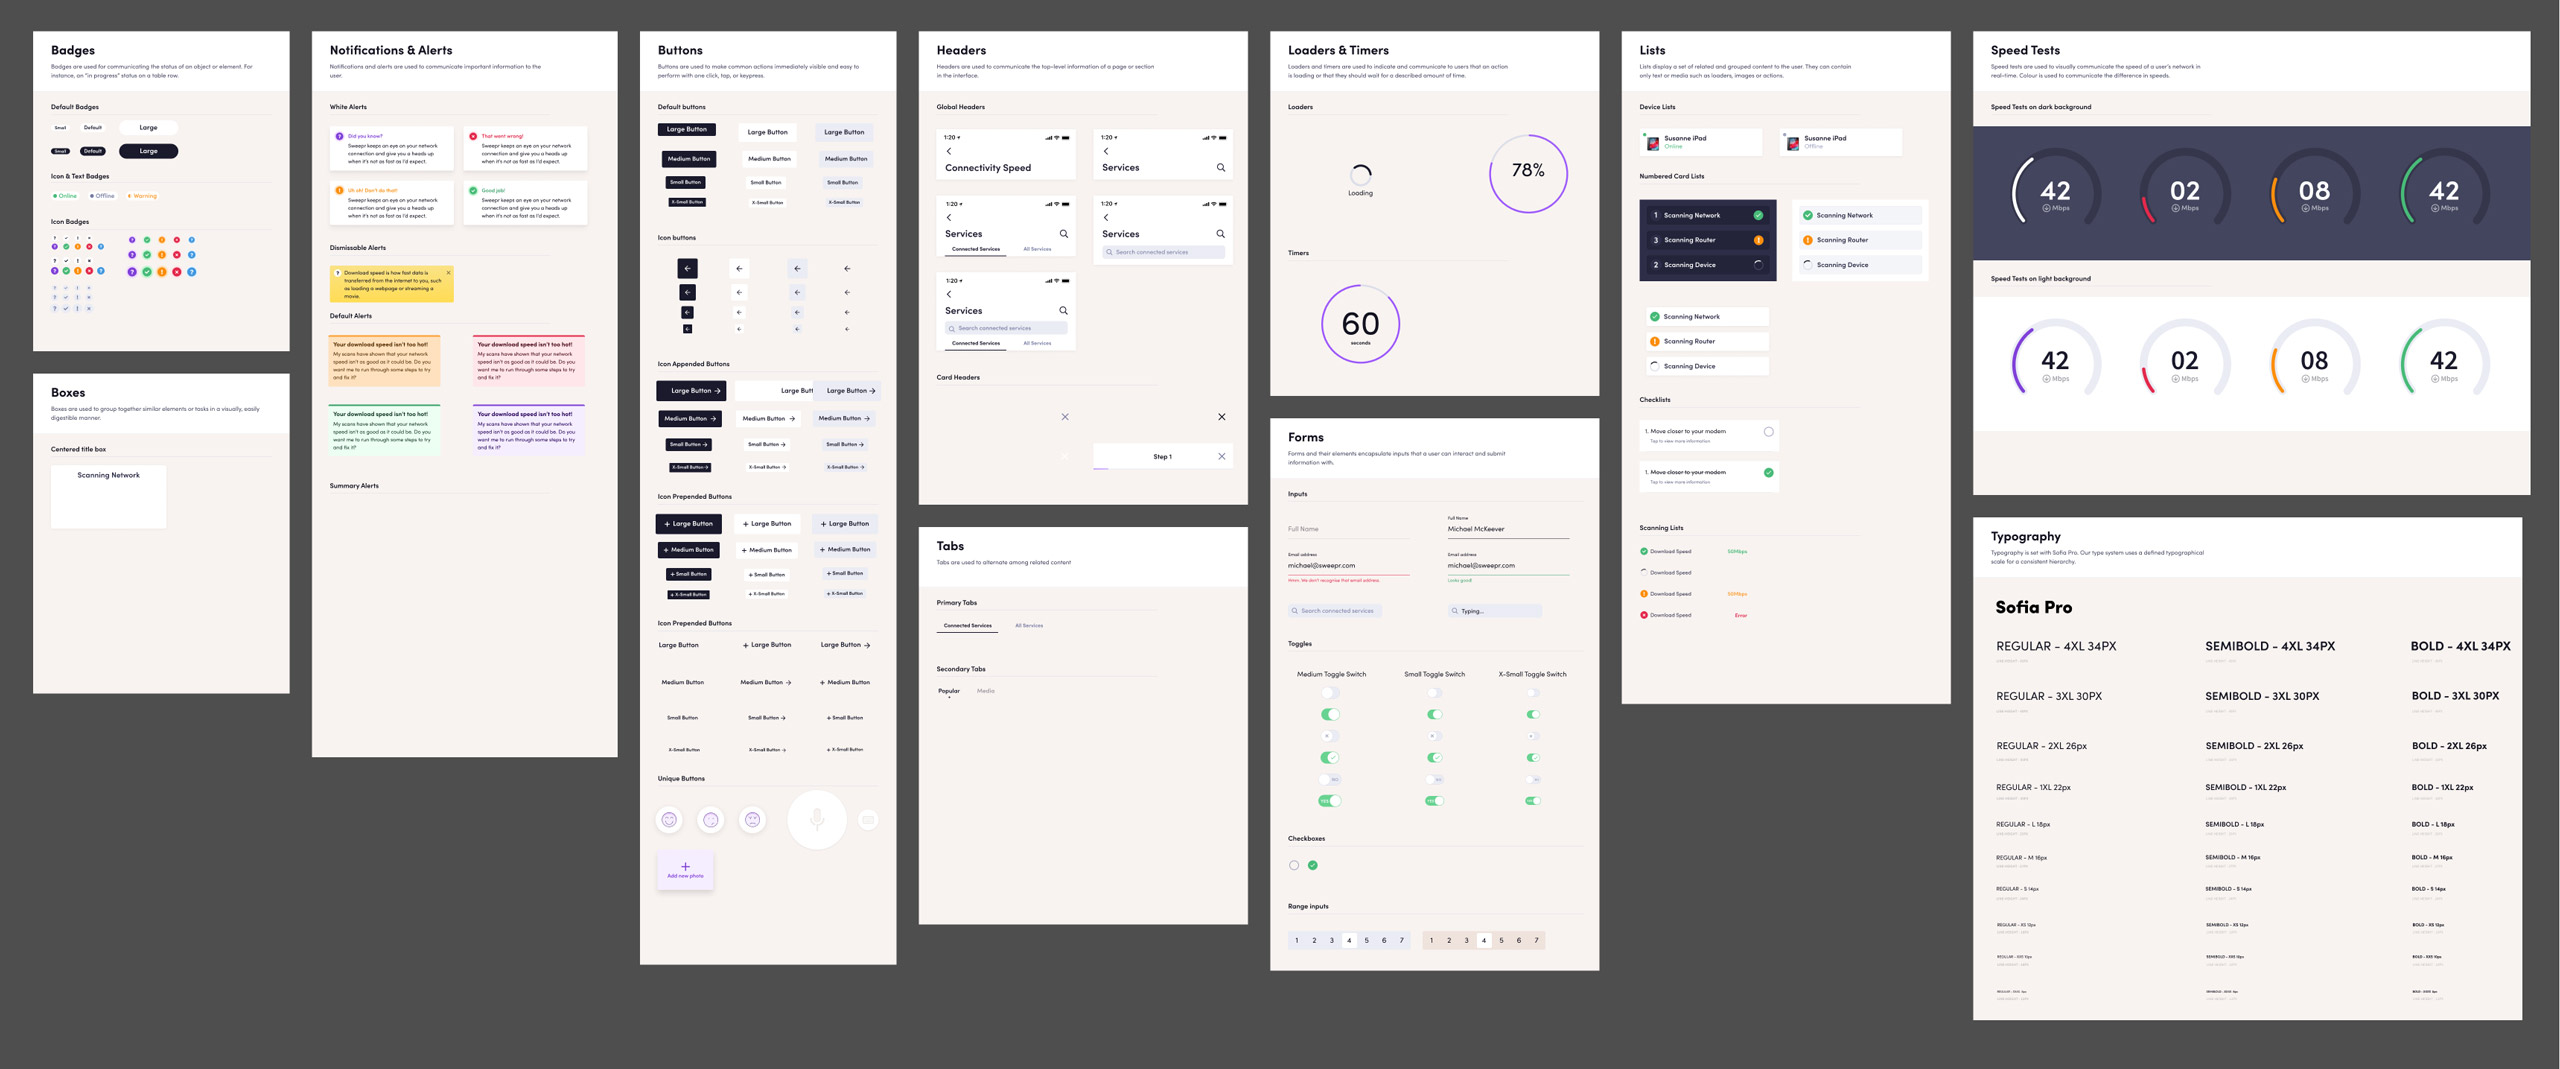 Badges
Badges are used for communicating the status of an object or element. For
instance, an "in progress" status on a table row.
Default Badges
Small
Default
Large
Small
Default
Large
Icon & Text Badges
Online
Offline
Warning
Icon Badges
Boxes
Boxes are used to group together similar elements or tasks in a visually, easily
digestible manner.
Centered title box
Scanning Network
Notifications & Alerts
Notifications and alerts are used to communicate important information to the
user.
White Alerts
Did you know?
Sweepr keeps an eye on your network
connection and give you a heads up
when it's not as fast as I'd expect.
That went wrong!
Sweepr keeps an eye on your network
connection and give you a heads up
when it's not as fast as I'd expect.
Uh oh! Don't do that!
Sweepr keeps an eye on your network
connection and give you a heads up
when it's not as fast as I'd expect.
Good job!
Sweepr keeps an eye on your network
connection and give you a heads up
when it's not as fast as I'd expect.
Dismissable Alerts
Download speed is how fast data is
transferred from the internet to you, such
as loading a webpage or streaming a
movie.
Default Alerts
Your download speed isn't too hot!
My scans have shown that your network
speed isn't as good as it could be. Do you
want me to run through some steps to try
and fix it?
Your download speed isn't too hot!
My scans have shown that your network
speed isn't as good as it could be. Do you
want me to run through some steps to try
and fix it?
Your download speed isn't too hot!
My scans have shown that your network
speed isn't as good as it could be. Do you
want me to run through some steps to try
and fix it?
Your download speed isn't too hot!
My scans have shown that your network
speed isn't as good as it could be. Do you
want me to run through some steps to try
and fix it?
Summary Alerts
Buttons
Buttons are used to make common actions immediately visible and easy to
perform with one click, tap, or keypress.
Default buttons
Large Button
Large Button
Large Button
Medium Button
Medium Button
Medium Button
Small Button
Small Button
Small Button
X-Small Button
X-Small Button
X-Small Button
Icon buttons
Icon Appended Buttons
Large Button
Large Butt
Large Button
Medium Button
Medium Button
Medium Button
Small Button
Small Button
Small Button
X-Small Button
X-Small Button
X-Small Button
Icon Prepended Buttons
Large Button
Large Button
Large Button
Medium Button
Medium Button
Medium Button
Small Button
Small Button
Small Button
X-Small Button
X-Small Button
X-Small Button
Icon Prepended Buttons
Large Button
Large Button
Large Button
Medium Button
Medium Button
Medium Button
Small Button
Small Button
Small Button
X-Small Button
X-Small Button
X-Small Button
Unique Buttons
Add new photo
Headers
Headers are used to communicate the top-level information of a page or section
in the interface.
Global Headers
1:20
Connectivity Speed
1:20
Services
1:20
Services
Connected Services
All Services
1:20
Services
Search connected services
1:20
Services
Search connected services
Connected Services
All Services
Card Headers
Step 1
Tabs
Tabs are used to alternate among related content
Primary Tabs
Connected Services
All Services
Secondary Tabs
Popular
Media
Loaders & Timers
Loaders and timers are used to indicate and communicate to users that an action
is loading or that they should wait for a described amount of time.
Loaders
Loading
78%
Timers
60
seconds
Forms
Forms and their elements encapsulate inputs that a user can interact and submit
information with.
Inputs
Full Name
Full Name
Michael McKeever
Email address
michael@sweepr.com
Hmm. We don't recognise that email address.
Email address
michael@sweepr.com
Looks good!
Search connected services
Typing...
Toggles
Medium Toggle Switch
Small Toggle Switch
X-Small Toggle Switch
NO
NO
YES
YES
Checkboxes
Range inputs
1 2 3 4 5 6 7
1 2 3 4 5 6 7
Lists
Lists display a set of related and grouped content to the user. They can contain
only text or media such as loaders, images or actions.
Device Lists
Susanne iPad
Online
Susanne iPad
Offline
Numbered Card Lists
1 Scanning Network
3 Scanning Router
2 Scanning Device
Scanning Network
Scanning Router
Scanning Device
Scanning Network
Scanning Router
Scanning Device
Checklists
1. Move closer to your modem
Tap to view more information
1. Move closer to your modem
Tap to view more information
Scanning Lists
Download Speed
50Mbps
Download Speed
Download Speed
50Mbps
Download Speed
Error
Speed Tests
Speed tests are used to visually communicate the speed of a user's network in
real-time. Colour is used to communicate the difference in speeds.
Speed Tests on dark background
42
Mbps
02
Mbps
08
Mbps
42
Mbps
Speed Tests on light background
42
Mbps
02
Mbps
08
Mbps
42
Mbps
Typography
Typography is set with Sofia Pro. Our type system uses a defined typographical
scale for a consistent hierarchy.
Sofia Pro
REGULAR - 4XL 34PX
SEMIBOLD - 4XL 34PX
BOLD - 4XL 34PX
REGULAR - 3XL 30PX
SEMIBOLD - 3XL 30PX
BOLD - 3XL 30PX
REGULAR - 2XL 26px
SEMIBOLD - 2XL 26px
BOLD - 2XL 26px
REGULAR - 1XL 22px
SEMIBOLD - 1XL 22px
BOLD - 1XL 22px
REGULAR - L 18px
SEMIBOLD - L 18px
BOLD - L 18px
REGULAR - M 16px
SEMIBOLD - M 16px
BOLD - M 16px
REGULAR - S 14px
SEMIBOLD - S 14px
BOLD - S 14px
REGULAR - XS 12px
SEMIBOLD - XS 12px
BOLD - XS 12px
REGULAR - XXS 10px
SEMIBOLD - XXS 10px
BOLD - XXS 10px